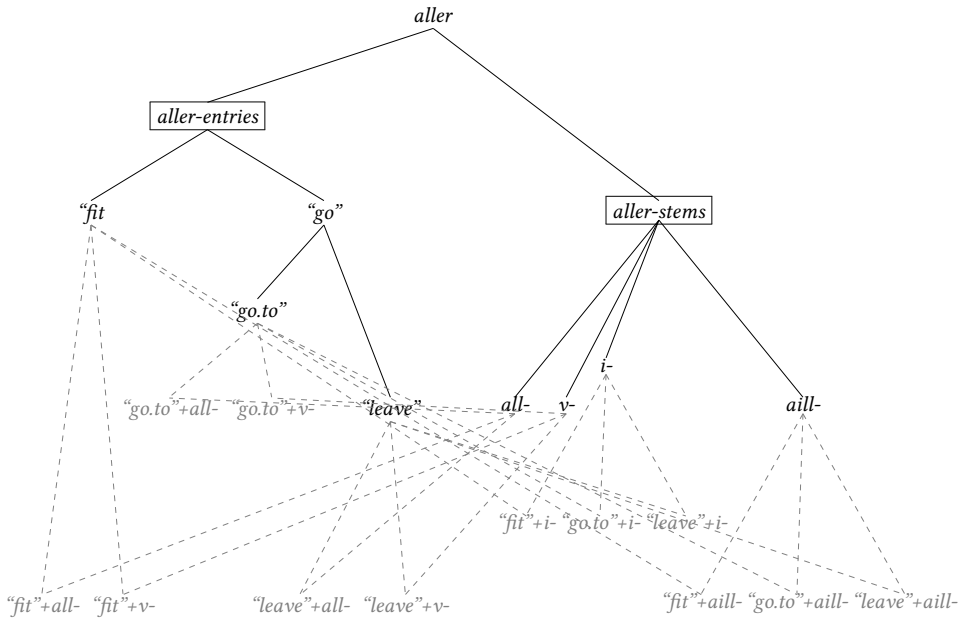 aller
aller-entries
“fit
“go”
aller-stems
“go.to”
i-
“go.to”+all-
“go.to”+v-
“leave”
all-
v-
aill-
“fit”+i-
“go.to”+i-
“leave”+i-
“fit”+all-
“fit”+v-
“leave”+all-
“leave”+v-
“fit”+aill-
“go.to”+aill-
“leave”+aill-